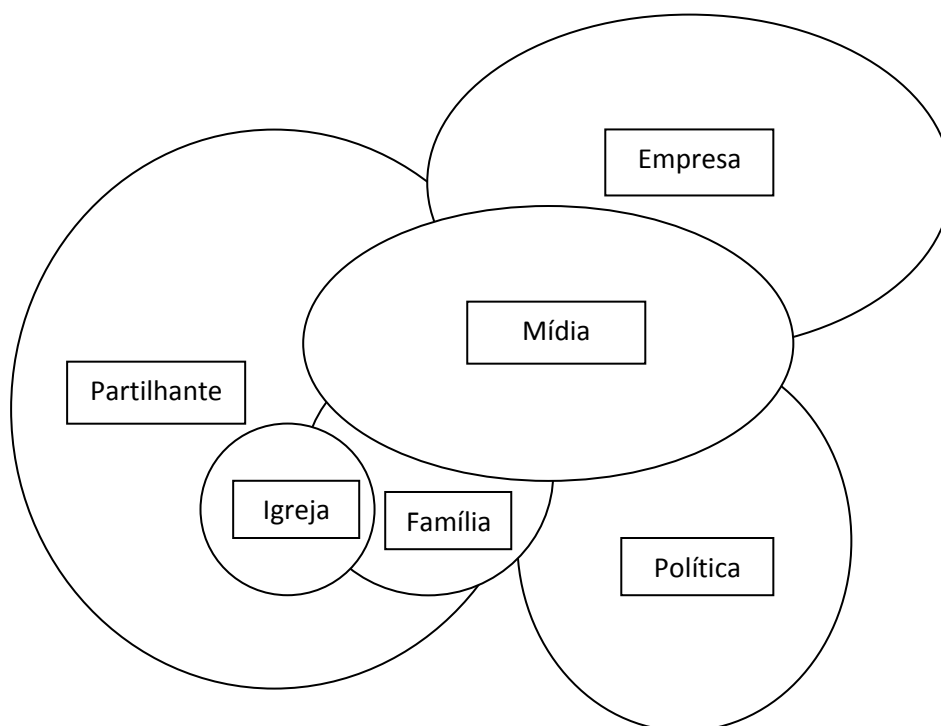 Empresa
Mídia
Partilhante
Igreja
Família
Política